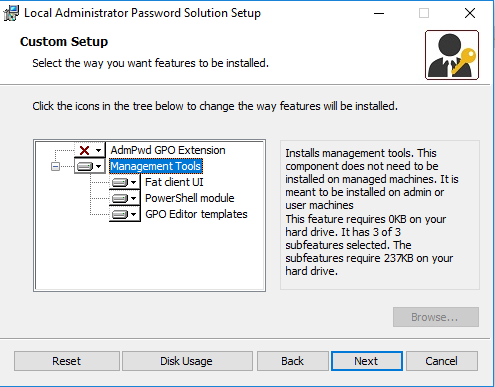 Local Administrator Password Solution Setup
Custom Setup
Select the way you want features to be installed.
Click the icons in the tree below to change the way features will be installed.
AdmPwd GPO Extension
Management Tools
Fat client UI
PowerShell module
GPO Editor templates
Installs management tools. This
component does not need to be
installed on managed machines. It is
meant to be installed on admin or
user machines
This feature requires 0KB on your
hard drive. It has 3 of 3
subfeatures selected. The
subfeatures require 237KB on your
hard drive.
Browse...
Reset
Disk Usage
Back
Next
Cancel